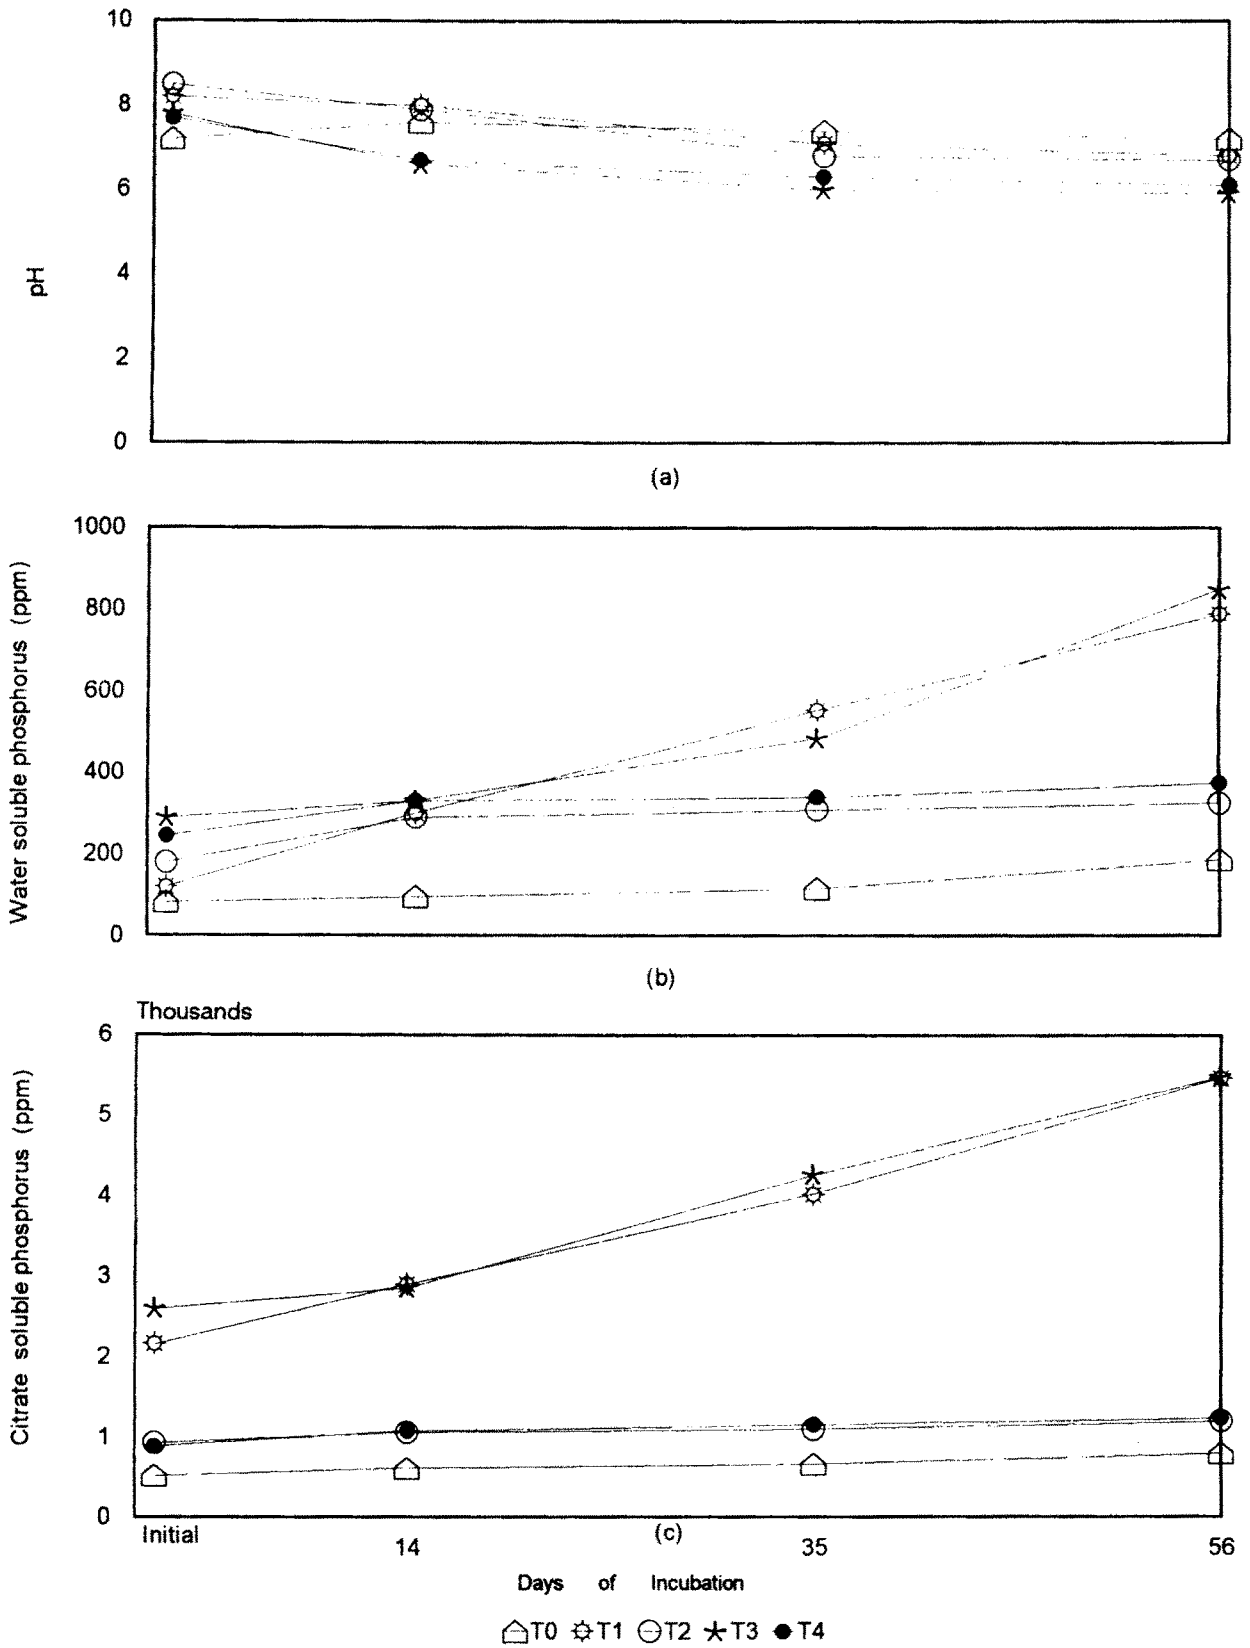 10
8
6
4
2
0
pH
(a)
1000
800
600
400
200
0
Water soluble phosphorus (ppm)
(b)
Thousands
6
5
4
3
2
1
0
Citrate soluble phosphorus (ppm)
Initial 14 (c) 35 56
Days of Incubation
T0 T1 T2 T3 T4